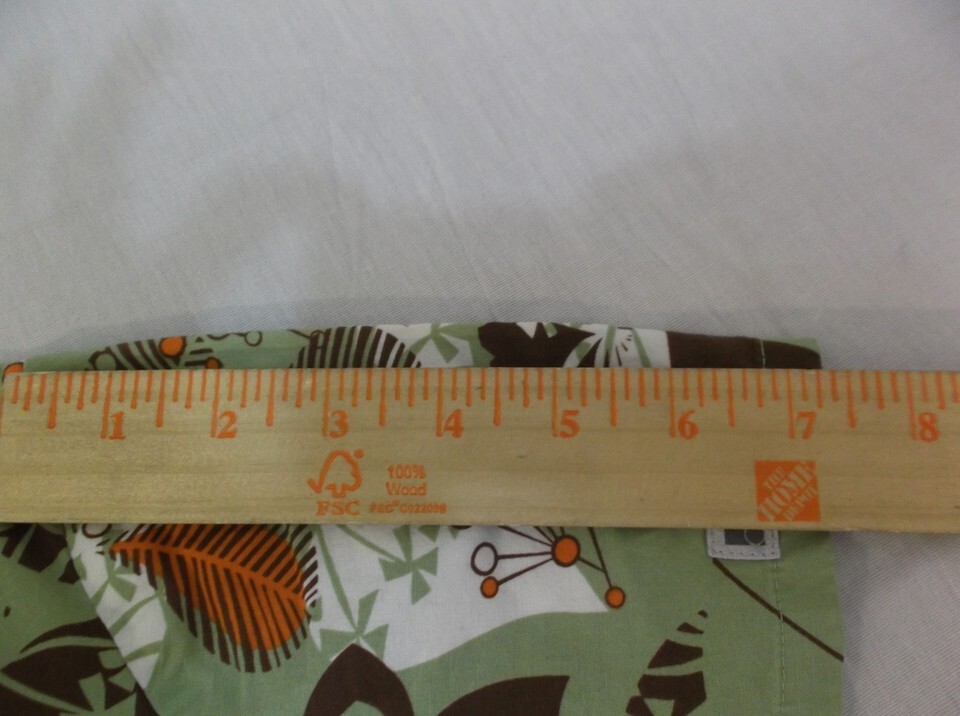 1 2 3 4 5 6 7 8
100%
Wood
FSC
THE
HOME
DEPOT